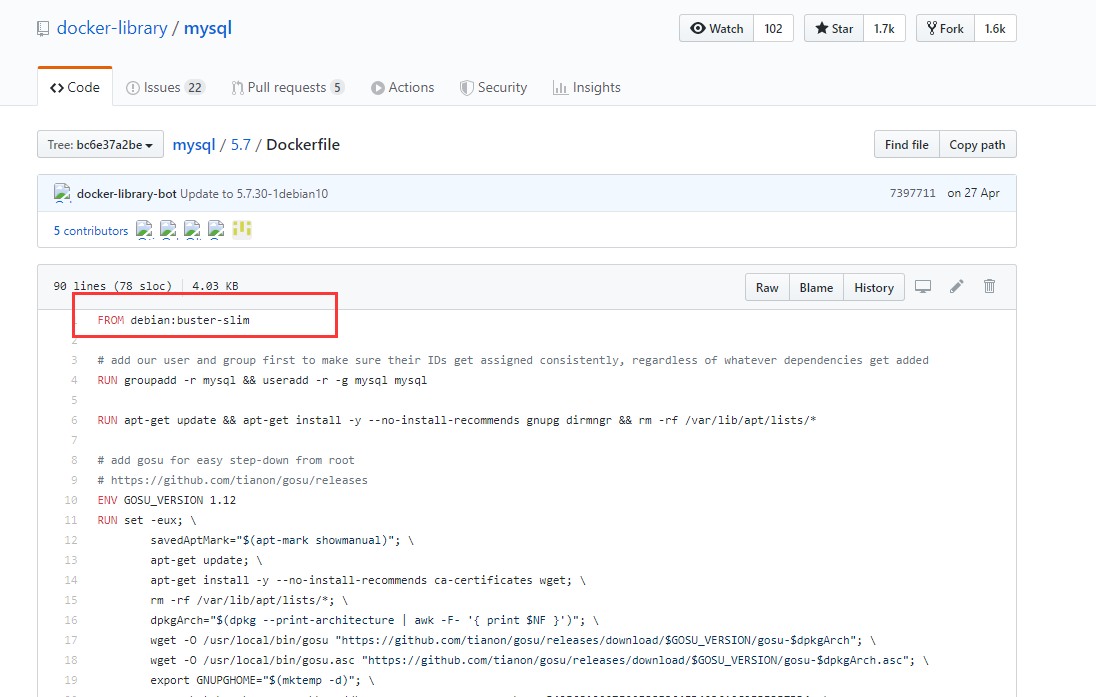 docker-library / mysql
Watch 102 Star 1.7k Fork 1.6k
Code Issues 22 Pull requests 5 Actions Security Insights
Tree: bc6e37a2be mysql / 5.7 / Dockerfile Find file Copy path
docker-library-bot Update to 5.7.30-1debian10 7397711 on 27 Apr
5 contributors
90 lines (78 sloc) 4.03 KB Raw Blame History
1 FROM debian:buster-slim
2
3 # add our user and group first to make sure their IDs get assigned consistently, regardless of whatever dependencies get added
4 RUN groupadd -r mysql && useradd -r -g mysql mysql
5
6 RUN apt-get update && apt-get install -y --no-install-recommends gnupg dirmngr && rm -rf /var/lib/apt/lists/*
7
8 # add gosu for easy step-down from root
9 # https://github.com/tianon/gosu/releases
10 ENV GOSU_VERSION 1.12
11 RUN set -eux; \
12 savedAptMark="$(apt-mark showmanual)"; \
13 apt-get update; \
14 apt-get install -y --no-install-recommends ca-certificates wget; \
15 rm -rf /var/lib/apt/lists/*; \
16 dpkgArch="$(dpkg --print-architecture | awk -F- '{ print $NF }')"; \
17 wget -O /usr/local/bin/gosu "https://github.com/tianon/gosu/releases/download/$GOSU_VERSION/gosu-$dpkgArch"; \
18 wget -O /usr/local/bin/gosu.asc "https://github.com/tianon/gosu/releases/download/$GOSU_VERSION/gosu-$dpkgArch.asc"; \
19 export GNUPGHOME="$(mktemp -d)"; \